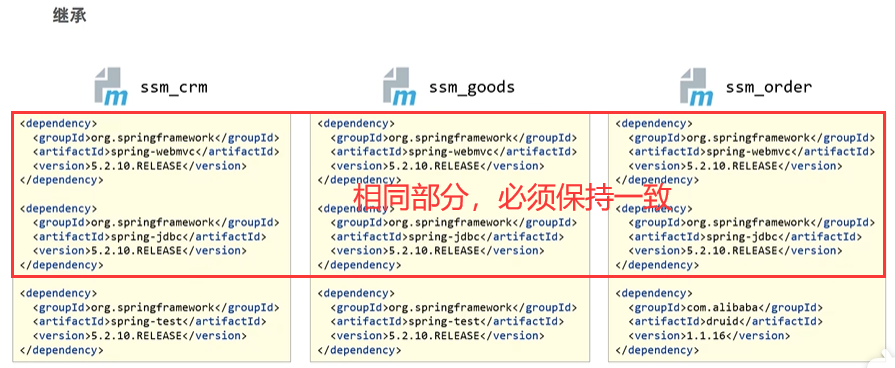 继承
ssm_crm
<dependency>
<groupId>org.springframework</groupId>
<artifactId>spring-webmvc</artifactId>
<version>5.2.10.RELEASE</version>
</dependency>
<dependency>
<groupId>org.springframework</groupId>
<artifactId>spring-jdbc</artifactId>
<version>5.2.10.RELEASE</version>
</dependency>
<dependency>
<groupId>org.springframework</groupId>
<artifactId>spring-test</artifactId>
<version>5.2.10.RELEASE</version>
</dependency>
ssm_goods
<dependency>
<groupId>org.springframework</groupId>
<artifactId>spring-webmvc</artifactId>
<version>5.2.10.RELEASE</version>
</dependency>
<dependency>
<groupId>org.springframework</groupId>
<artifactId>spring-jdbc</artifactId>
<version>5.2.10.RELEASE</version>
</dependency>
<dependency>
<groupId>org.springframework</groupId>
<artifactId>spring-test</artifactId>
<version>5.2.10.RELEASE</version>
</dependency>
ssm_order
<dependency>
<groupId>org.springframework</groupId>
<artifactId>spring-webmvc</artifactId>
<version>5.2.10.RELEASE</version>
</dependency>
<dependency>
<groupId>org.springframework</groupId>
<artifactId>spring-jdbc</artifactId>
<version>5.2.10.RELEASE</version>
</dependency>
<dependency>
<groupId>com.alibaba</groupId>
<artifactId>druid</artifactId>
<version>1.1.16</version>
</dependency>
相同部分，必须保持一致